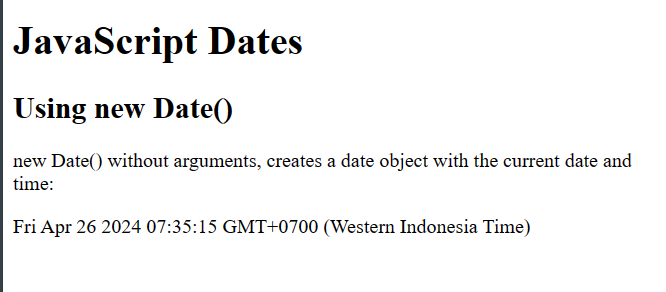 JavaScript Dates
Using new Date()
new Date() without arguments, creates a date object with the current date and
time:
Fri Apr 26 2024 07:35:15 GMT+0700 (Western Indonesia Time)